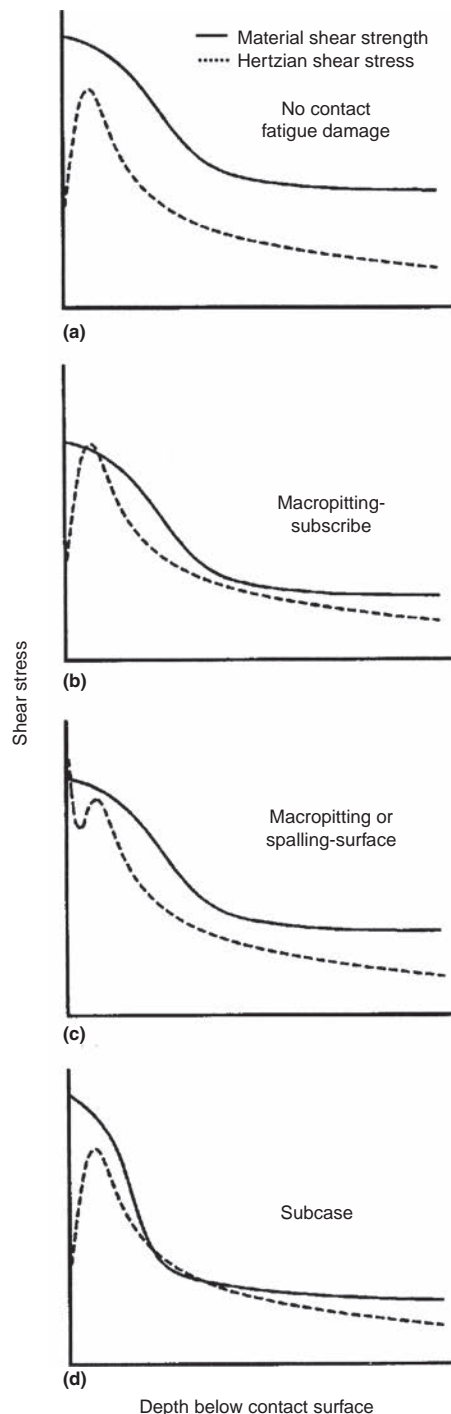 Material shear strength
Hertzian shear stress
No contact
fatigue damage
(a)
Macropitting-
subscribe
(b)
Shear stress
Macropitting or
spalling-surface
(c)
Subcase
(d)
Depth below contact surface